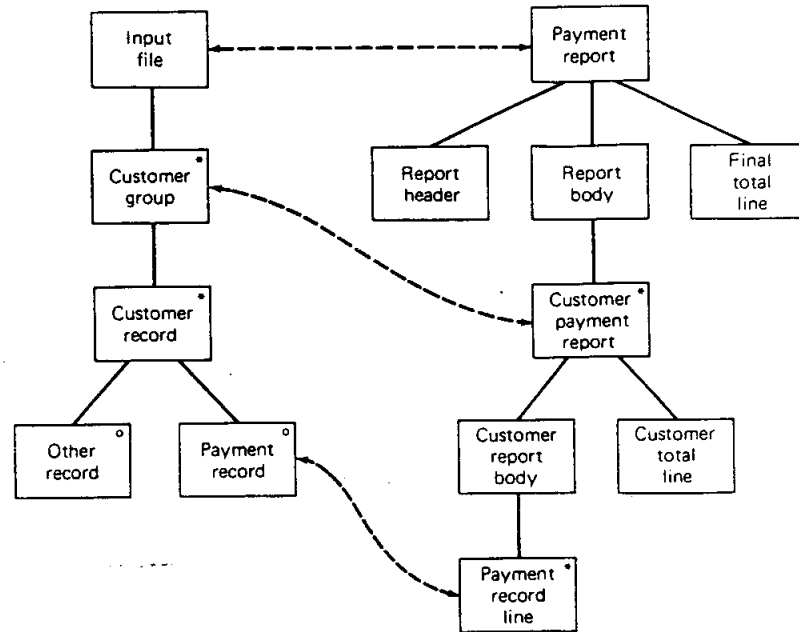 Input
file
Payment
report
Customer *
group
Report
header
Report
body
Final
total
line
Customer *
record
Customer *
payment
report
Other o
record
Payment o
record
Customer
report
body
Customer
total
line
Payment *
record
line